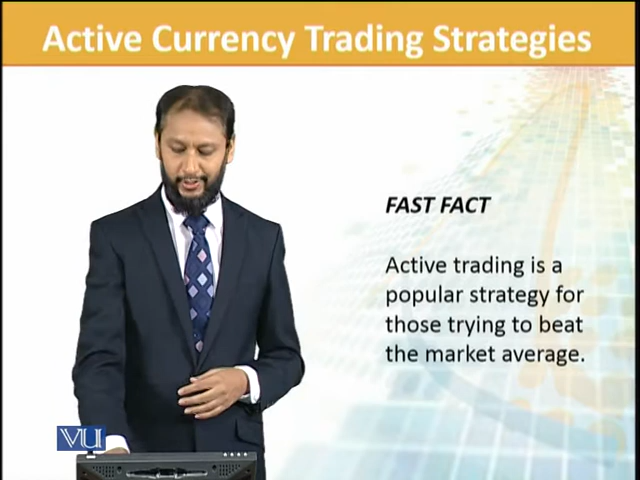 Active Currency Trading Strategies
FAST FACT
Active trading is a
popular strategy for
those trying to beat
the market average.
VU